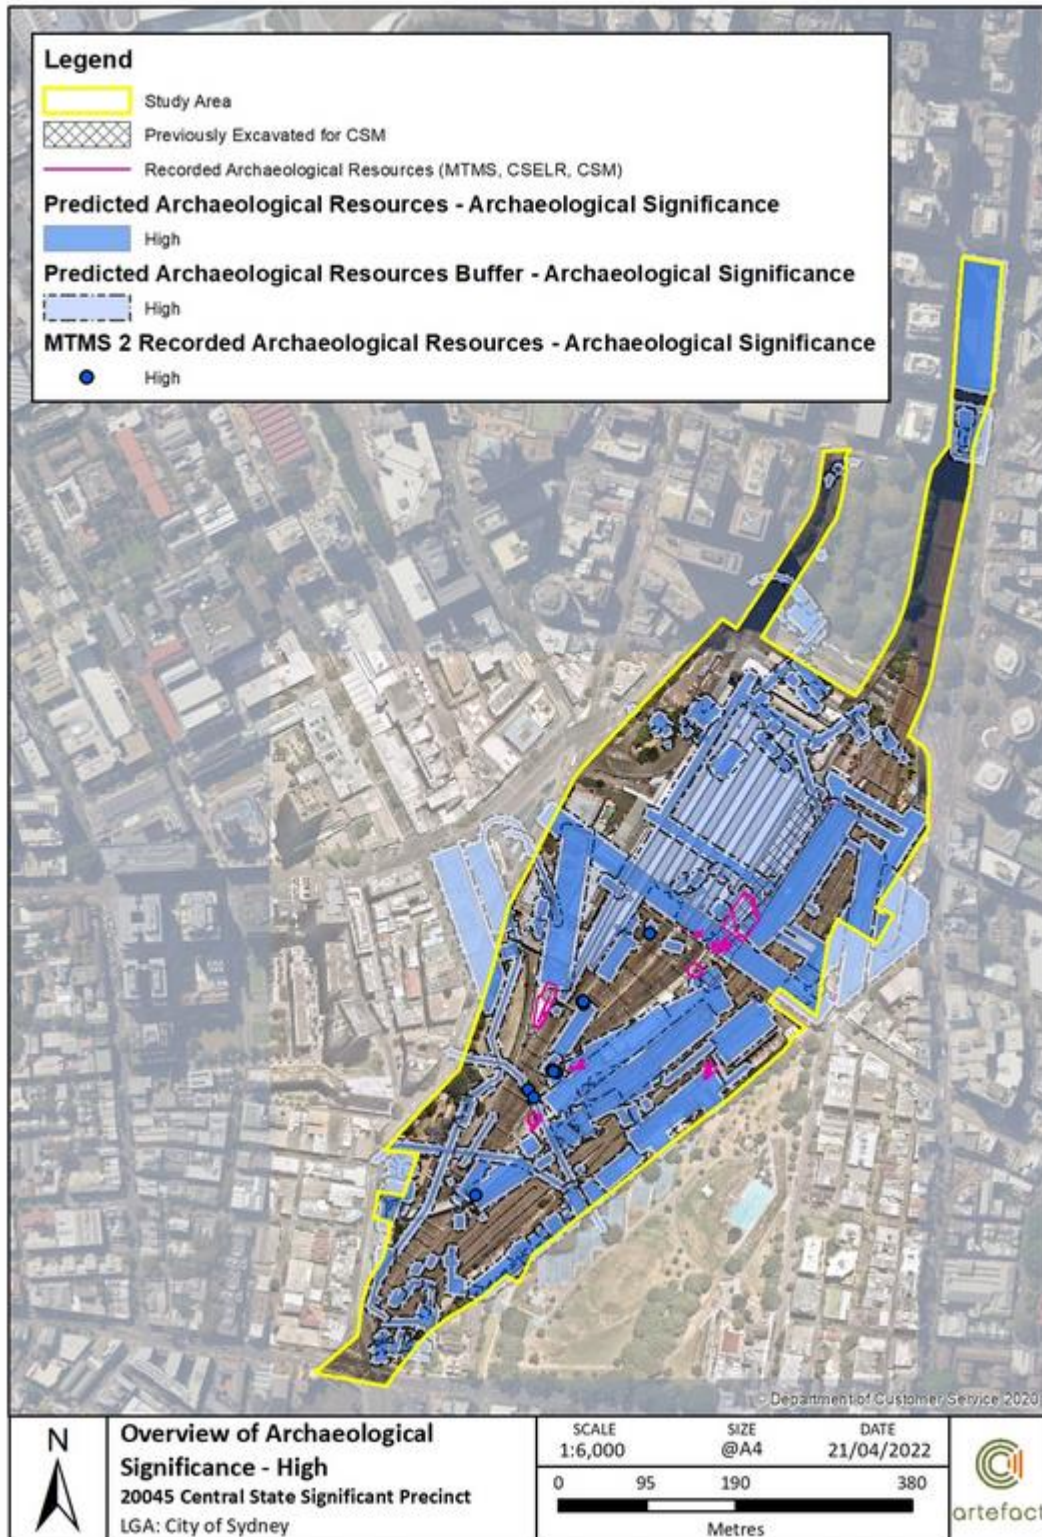 Legend
Study Area
Previously Excavated for CSM
Recorded Archaeological Resources (MTMS, CSELR, CSM)
Predicted Archaeological Resources - Archaeological Significance
High
Predicted Archaeological Resources Buffer - Archaeological Significance
High
MTMS 2 Recorded Archaeological Resources - Archaeological Significance
High
© Department of Customer Service 2020
N
Overview of Archaeological
Significance - High
20045 Central State Significant Precinct
LGA: City of Sydney
SCALE
1:6,000
SIZE
@A4
DATE
21/04/2022
0 95 190 380
Metres
artefact